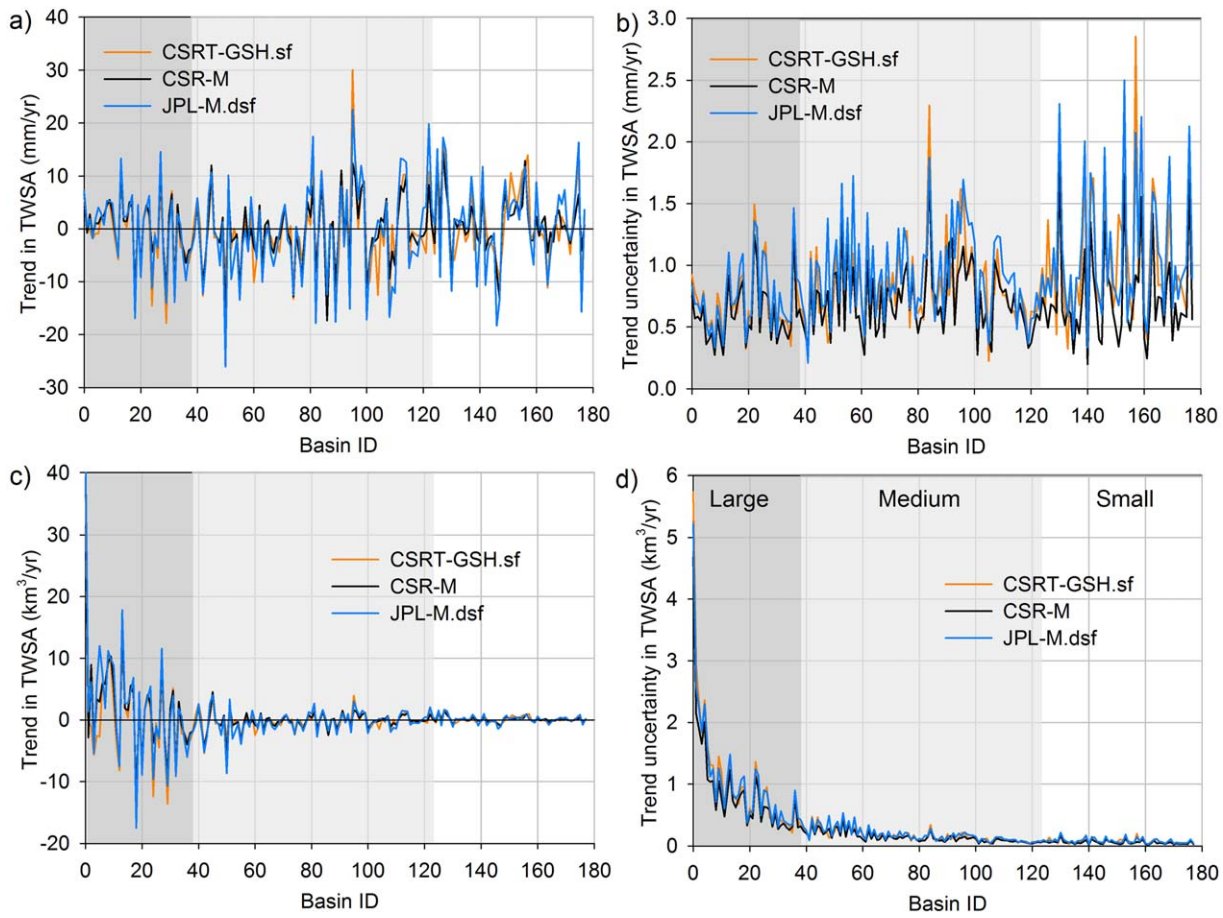 a)
Trend in TWSA (mm/yr)
40
30
20
10
0
-10
-20
-30
CSRT-GSH.sf
CSR-M
JPL-M.dsf
0 20 40 60 80 100 120 140 160 180
Basin ID
b)
Trend uncertainty in TWSA (mm/yr)
3.0
2.5
2.0
1.5
1.0
0.5
0.0
CSRT-GSH.sf
CSR-M
JPL-M.dsf
0 20 40 60 80 100 120 140 160 180
Basin ID
c)
Trend in TWSA (km³/yr)
40
30
20
10
0
-10
-20
CSRT-GSH.sf
CSR-M
JPL-M.dsf
0 20 40 60 80 100 120 140 160 180
Basin ID
d)
Trend uncertainty in TWSA (km³/yr)
6
5
4
3
2
1
0
Large Medium Small
CSRT-GSH.sf
CSR-M
JPL-M.dsf
0 20 40 60 80 100 120 140 160 180
Basin ID